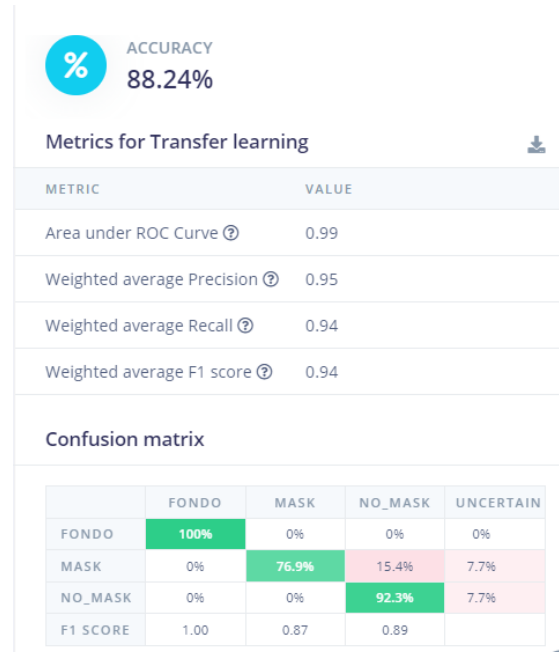 %
ACCURACY
88.24%
Metrics for Transfer learning
METRIC VALUE
Area under ROC Curve ? 0.99
Weighted average Precision ? 0.95
Weighted average Recall ? 0.94
Weighted average F1 score ? 0.94
Confusion matrix
FONDO MASK NO_MASK UNCERTAIN
FONDO 100% 0% 0% 0%
MASK 0% 76.9% 15.4% 7.7%
NO_MASK 0% 0% 92.3% 7.7%
F1 SCORE 1.00 0.87 0.89